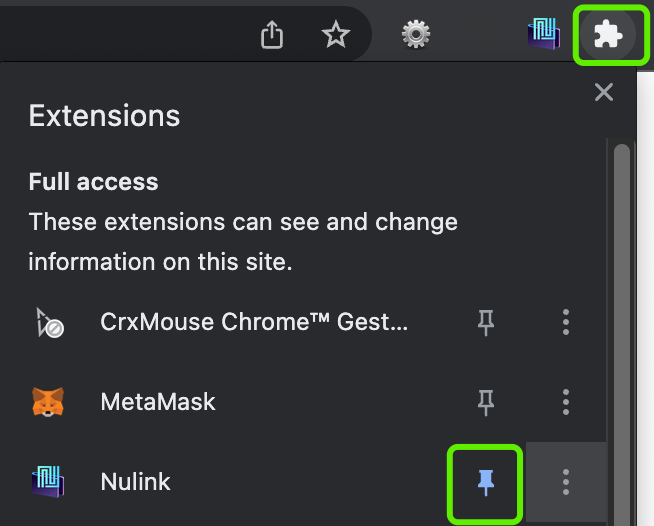 Extensions
Full access
These extensions can see and change
information on this site.
CrxMouse Chrome™ Gest...
MetaMask
Nulink